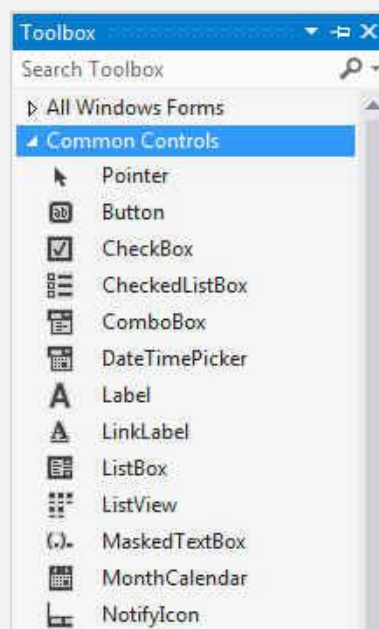 Toolbox
Search Toolbox
All Windows Forms
Common Controls
Pointer
Button
CheckBox
CheckedListBox
ComboBox
DateTimePicker
Label
LinkLabel
ListBox
ListView
MaskedTextBox
MonthCalendar
NotifyIcon